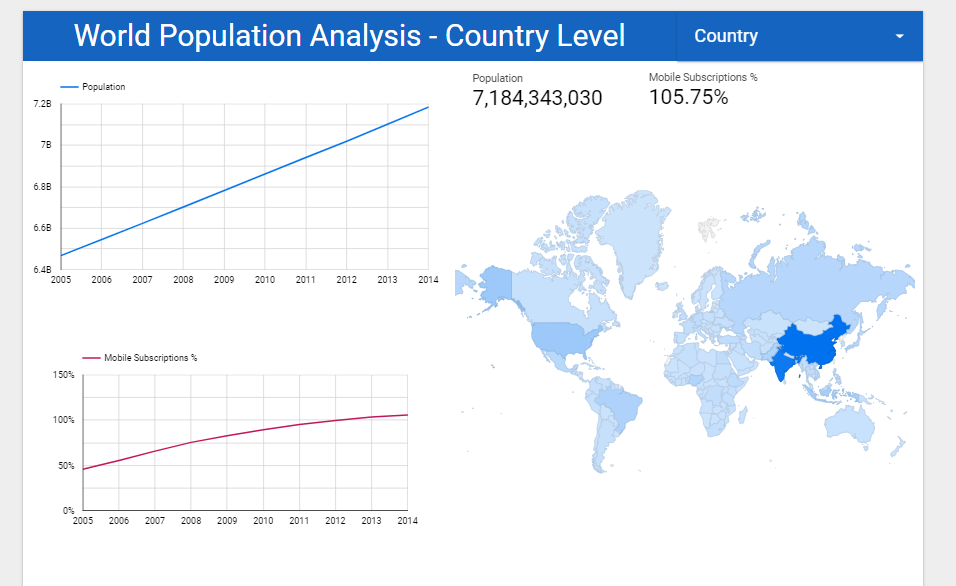 World Population Analysis - Country Level
Country
Population
7.2B
7B
6.8B
6.6B
6.4B
2005 2006 2007 2008 2009 2010 2011 2012 2013 2014
Population
7,184,343,030
Mobile Subscriptions %
105.75%
Mobile Subscriptions %
150%
100%
50%
0%
2005 2006 2007 2008 2009 2010 2011 2012 2013 2014